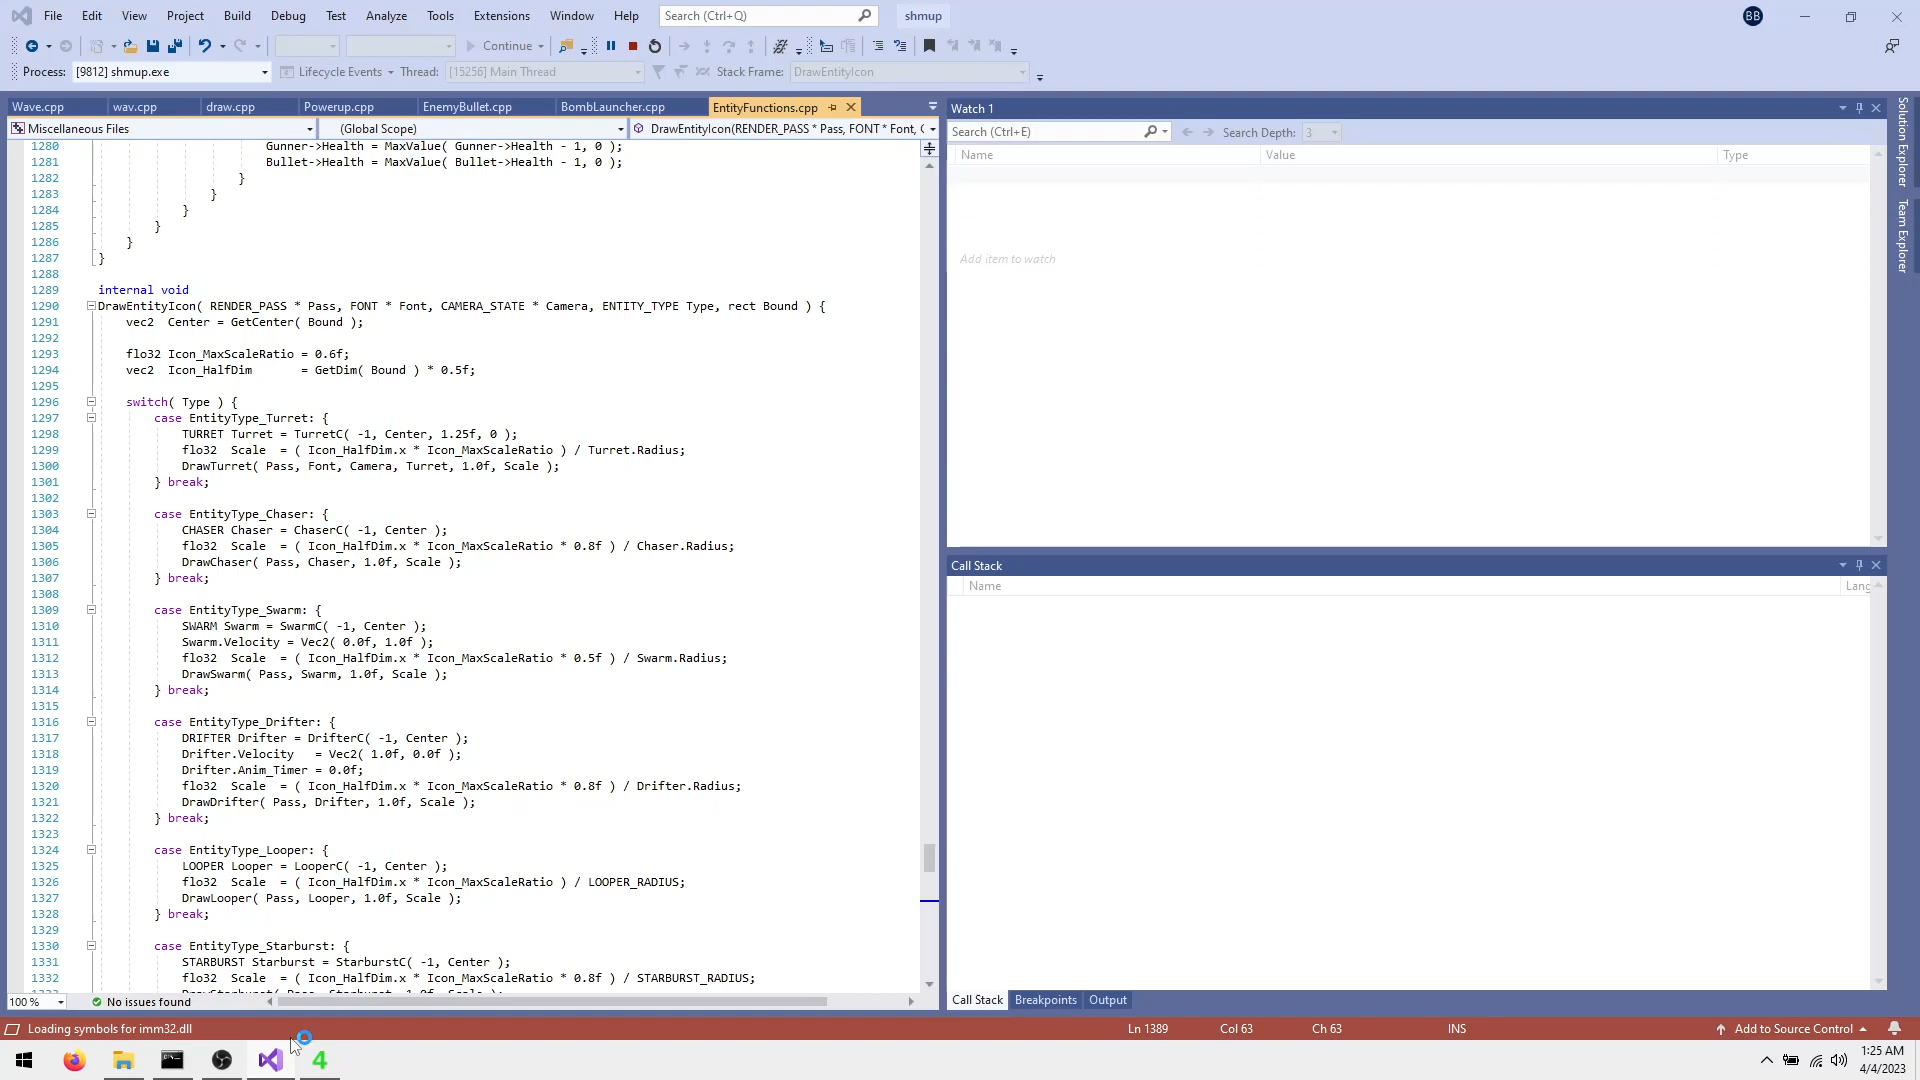 File Edit View Project Build Debug Test Analyze Tools Extensions Window Help Search (Ctrl+Q) shmup BB
Continue
Process: [9812] shmup.exe Lifecycle Events Thread: [15256] Main Thread Stack Frame: DrawEntityIcon
Wave.cpp wav.cpp draw.cpp Powerup.cpp EnemyBullet.cpp BombLauncher.cpp EntityFunctions.cpp
Miscellaneous Files (Global Scope) DrawEntityIcon(RENDER_PASS * Pass, FONT * Font, C
1280 Gunner->Health = MaxValue( Gunner->Health - 1, 0 );
1281 Bullet->Health = MaxValue( Bullet->Health - 1, 0 );
1282 }
1283 }
1284 }
1285 }
1286 }
1287 }
1288
1289 internal void
1290 DrawEntityIcon( RENDER_PASS * Pass, FONT * Font, CAMERA_STATE * Camera, ENTITY_TYPE Type, rect Bound ) {
1291 vec2 Center = GetCenter( Bound );
1292
1293 flo32 Icon_MaxScaleRatio = 0.6f;
1294 vec2 Icon_HalfDim = GetDim( Bound ) * 0.5f;
1295
1296 switch( Type ) {
1297 case EntityType_Turret: {
1298 TURRET Turret = TurretC( -1, Center, 1.25f, 0 );
1299 flo32 Scale = ( Icon_HalfDim.x * Icon_MaxScaleRatio ) / Turret.Radius;
1300 DrawTurret( Pass, Font, Camera, Turret, 1.0f, Scale );
1301 } break;
1302
1303 case EntityType_Chaser: {
1304 CHASER Chaser = ChaserC( -1, Center );
1305 flo32 Scale = ( Icon_HalfDim.x * Icon_MaxScaleRatio * 0.8f ) / Chaser.Radius;
1306 DrawChaser( Pass, Chaser, 1.0f, Scale );
1307 } break;
1308
1309 case EntityType_Swarm: {
1310 SWARM Swarm = SwarmC( -1, Center );
1311 Swarm.Velocity = Vec2( 0.0f, 1.0f );
1312 flo32 Scale = ( Icon_HalfDim.x * Icon_MaxScaleRatio * 0.5f ) / Swarm.Radius;
1313 DrawSwarm( Pass, Swarm, 1.0f, Scale );
1314 } break;
1315
1316 case EntityType_Drifter: {
1317 DRIFTER Drifter = DrifterC( -1, Center );
1318 Drifter.Velocity = Vec2( 1.0f, 0.0f );
1319 Drifter.Anim_Timer = 0.0f;
1320 flo32 Scale = ( Icon_HalfDim.x * Icon_MaxScaleRatio * 0.8f ) / Drifter.Radius;
1321 DrawDrifter( Pass, Drifter, 1.0f, Scale );
1322 } break;
1323
1324 case EntityType_Looper: {
1325 LOOPER Looper = LooperC( -1, Center );
1326 flo32 Scale = ( Icon_HalfDim.x * Icon_MaxScaleRatio ) / LOOPER_RADIUS;
1327 DrawLooper( Pass, Looper, 1.0f, Scale );
1328 } break;
1329
1330 case EntityType_Starburst: {
1331 STARBURST Starburst = StarburstC( -1, Center );
1332 flo32 Scale = ( Icon_HalfDim.x * Icon_MaxScaleRatio * 0.8f ) / STARBURST_RADIUS;
100 % No issues found
Watch 1
Search (Ctrl+E) Search Depth: 3
Name Value Type
Add item to watch
Call Stack
Name Lang
Call Stack Breakpoints Output
Solution Explorer
Team Explorer
Loading symbols for imm32.dll Ln 1389 Col 63 Ch 63 INS Add to Source Control
4
1:25 AM
4/4/2023